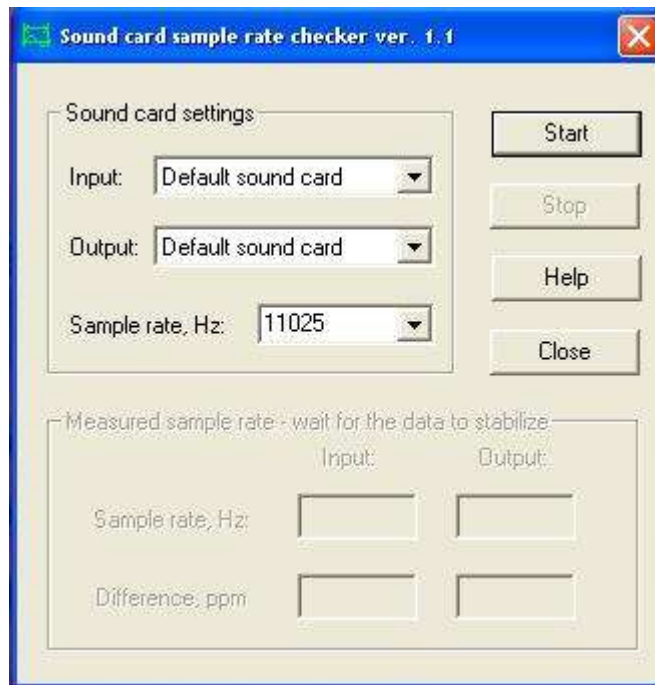 Sound card sample rate checker ver. 1.1
Sound card settings
Input: Default sound card
Output: Default sound card
Sample rate, Hz: 11025
Start
Stop
Help
Close
Measured sample rate - wait for the data to stabilize
Input: Output:
Sample rate, Hz:
Difference, ppm